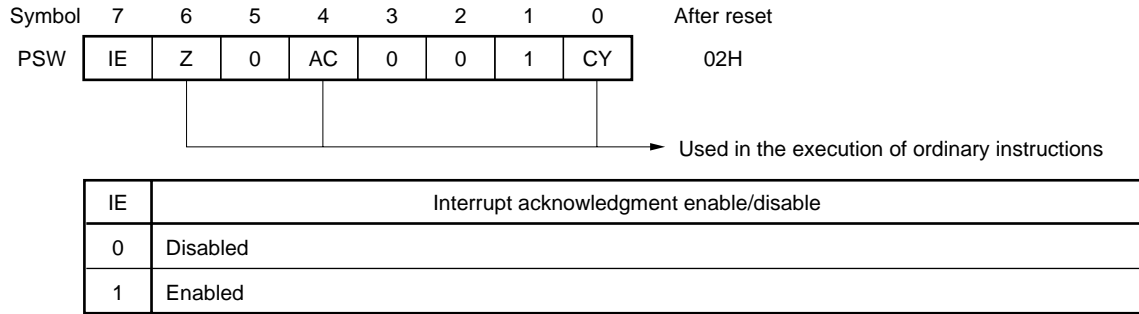 Symbol 7 6 5 4 3 2 1 0 After reset
PSW IE Z 0 AC 0 0 1 CY 02H
Used in the execution of ordinary instructions
IE Interrupt acknowledgment enable/disable
0 Disabled
1 Enabled